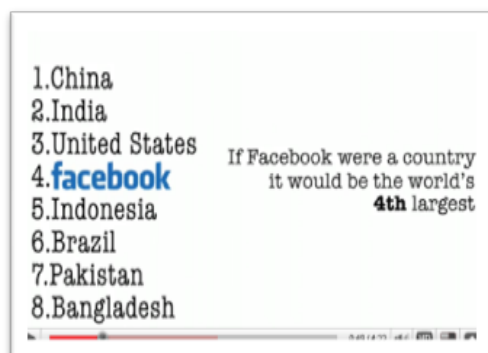 1.China
2.India
3.United States
4.facebook
5.Indonesia
6.Brazil
7.Pakistan
8.Bangladesh
If Facebook were a country
it would be the world's
4th largest